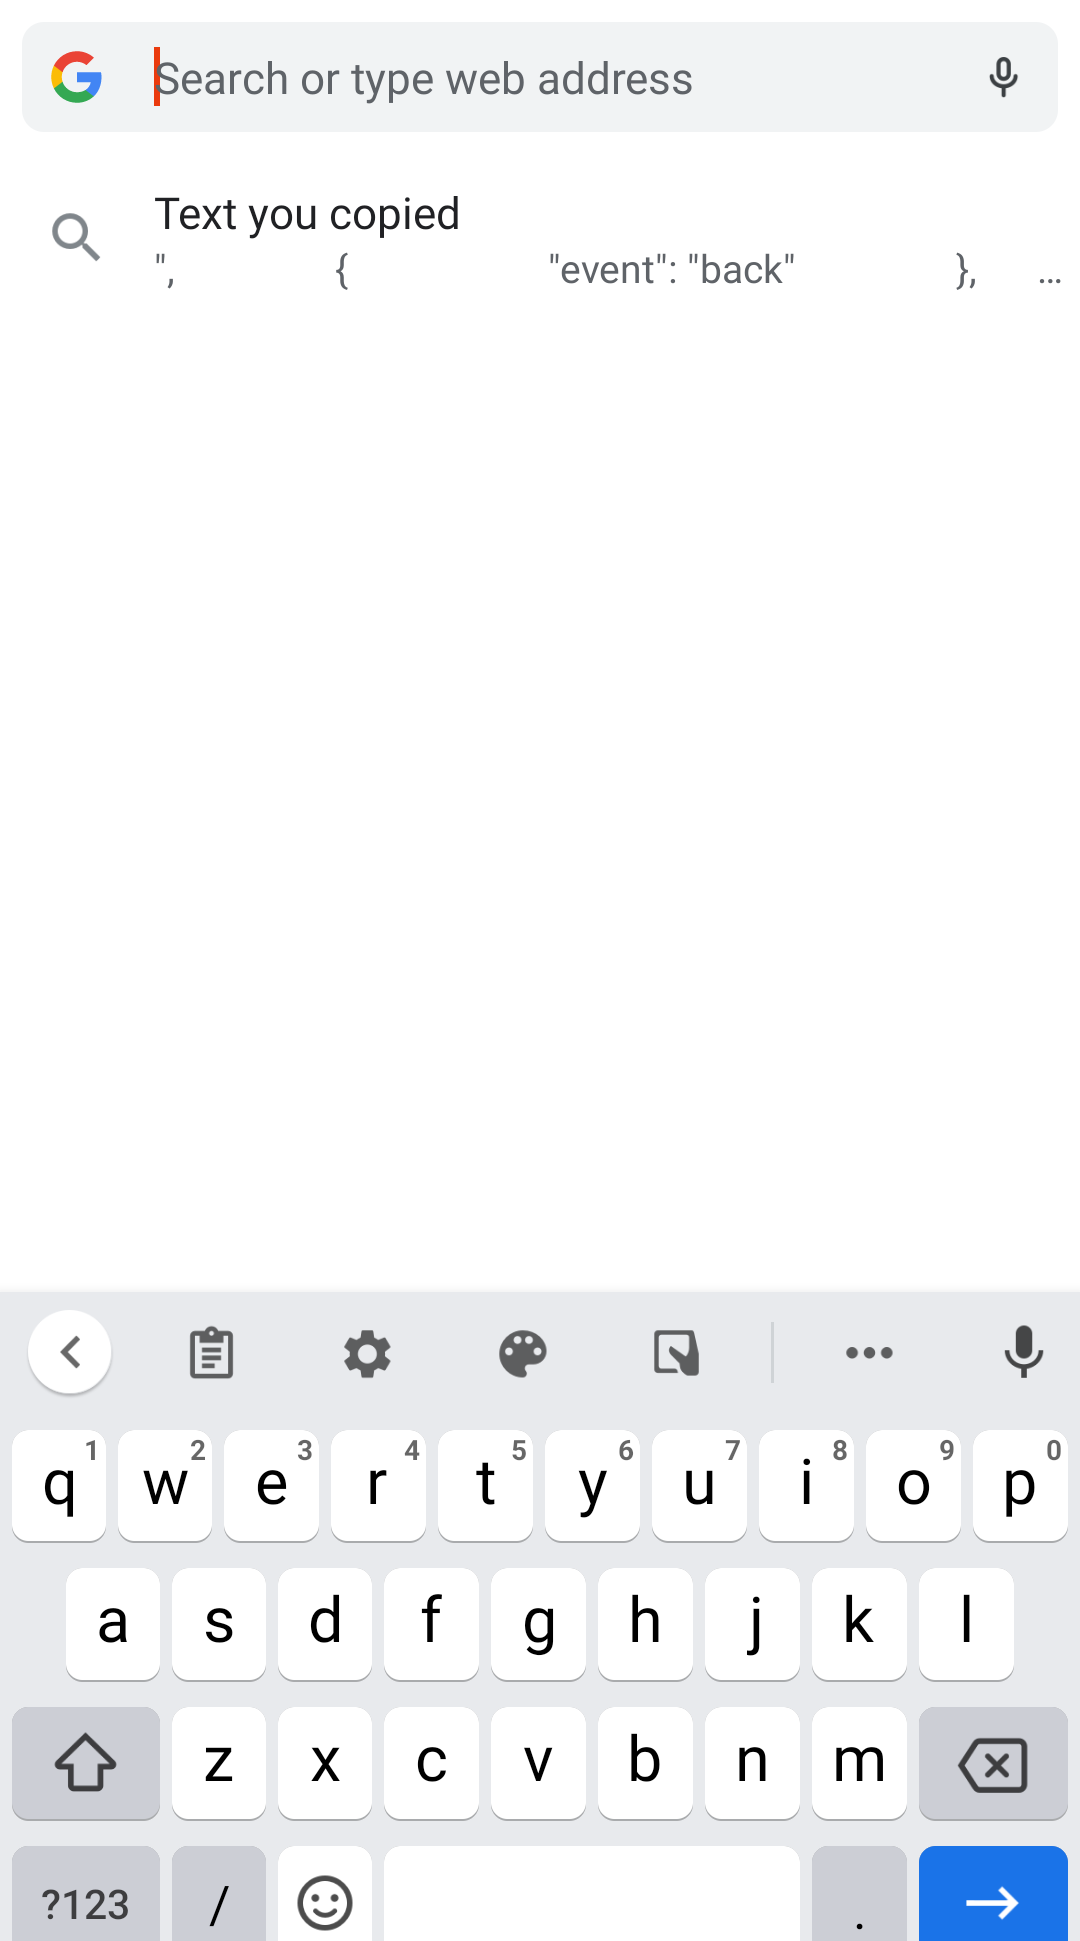 Search or type web address
Text you copied
", { "event": "back" }, ...
1 2 3 4 5 6 7 8 9 0
q w e r t y u i o p
a s d f g h j k l
z x c v b n m
?123 / .